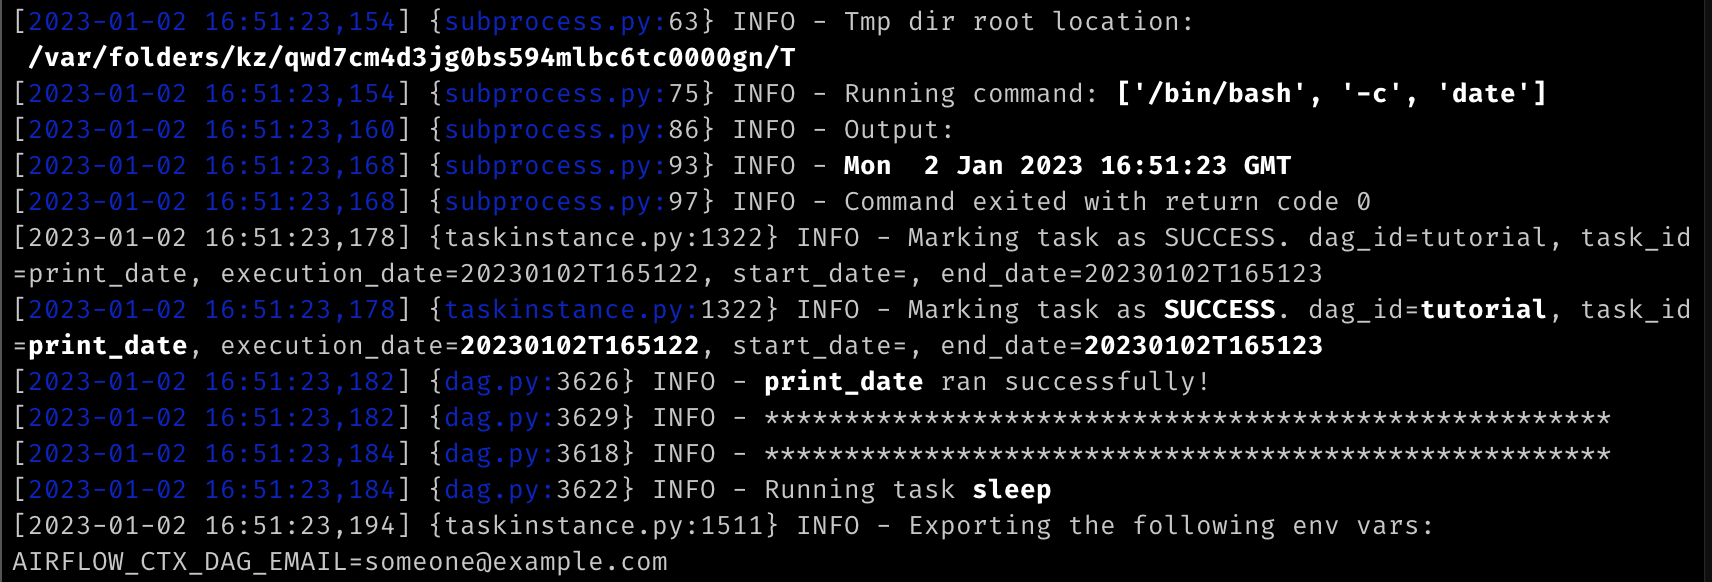 [2023-01-02 16:51:23,154] {subprocess.py:63} INFO - Tmp dir root location:
 /var/folders/kz/qwd7cm4d3jg0bs594mlbc6tc0000gn/T
[2023-01-02 16:51:23,154] {subprocess.py:75} INFO - Running command: ['/bin/bash', '-c', 'date']
[2023-01-02 16:51:23,160] {subprocess.py:86} INFO - Output:
[2023-01-02 16:51:23,168] {subprocess.py:93} INFO - Mon  2 Jan 2023 16:51:23 GMT
[2023-01-02 16:51:23,168] {subprocess.py:97} INFO - Command exited with return code 0
[2023-01-02 16:51:23,178] {taskinstance.py:1322} INFO - Marking task as SUCCESS. dag_id=tutorial, task_id
=print_date, execution_date=20230102T165122, start_date=, end_date=20230102T165123
[2023-01-02 16:51:23,178] {taskinstance.py:1322} INFO - Marking task as SUCCESS. dag_id=tutorial, task_id
=print_date, execution_date=20230102T165122, start_date=, end_date=20230102T165123
[2023-01-02 16:51:23,182] {dag.py:3626} INFO - print_date ran successfully!
[2023-01-02 16:51:23,182] {dag.py:3629} INFO - *****************************************************
[2023-01-02 16:51:23,184] {dag.py:3618} INFO - *****************************************************
[2023-01-02 16:51:23,184] {dag.py:3622} INFO - Running task sleep
[2023-01-02 16:51:23,194] {taskinstance.py:1511} INFO - Exporting the following env vars:
AIRFLOW_CTX_DAG_EMAIL=someone@example.com